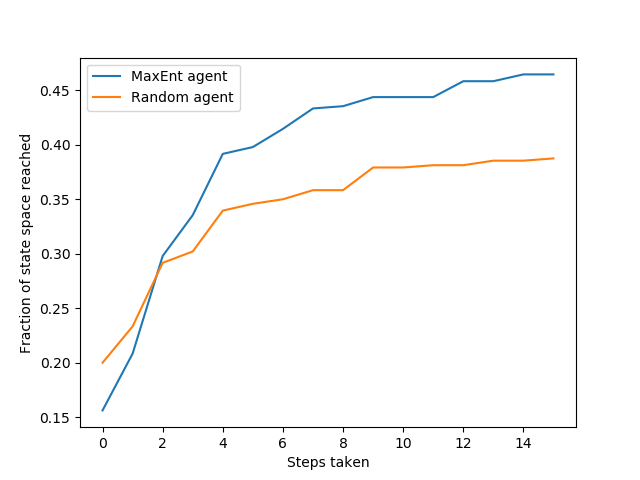 MaxEnt agent
Random agent
Fraction of state space reached
0.45
0.40
0.35
0.30
0.25
0.20
0.15
0 2 4 6 8 10 12 14
Steps taken